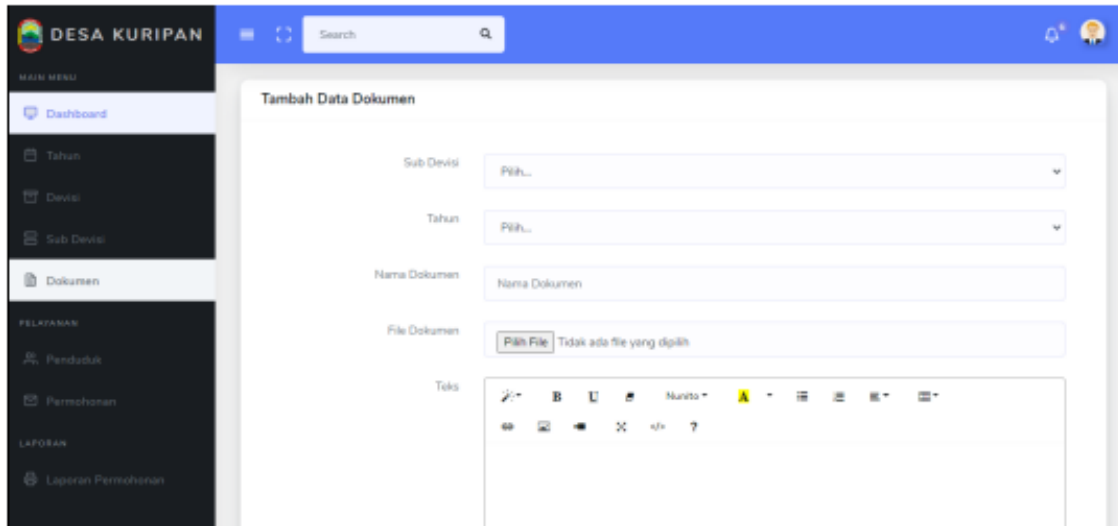 DESA KURIPAN
Search
MAIN MENU
Dashboard
Tahun
Devisi
Sub Devisi
Dokumen
PELAYANAN
Penduduk
Permohonan
LAPORAN
Laporan Permohonan
Tambah Data Dokumen
Sub Devisi
Pilih...
Tahun
Pilih...
Nama Dokumen
Nama Dokumen
File Dokumen
Pilih File Tidak ada file yang dipilih
Teks
B U Nunito A
</> ?